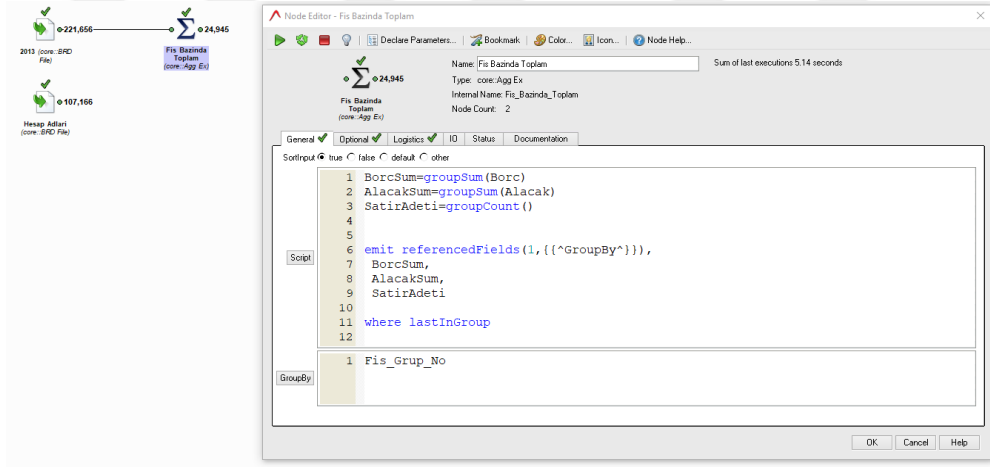 221,656
24,945
2013 (core::BRD File)
Fis Bazinda Toplam (core::Agg Ex)
107,166
Hesap Adlari (core::BRD File)
Node Editor - Fis Bazinda Toplam
Declare Parameters... | Bookmark | Color... | Icon... | Node Help...
24,945
Fis Bazinda Toplam (core::Agg Ex)
Name: Fis Bazinda Toplam
Sum of last executions 5.14 seconds
Type: core::Agg Ex
Internal Name: Fis_Bazinda_Toplam
Node Count: 2
General Optional Logistics IO Status Documentation
SortInput true false default other
Script
1 BorcSum=groupSum(Borc)
2 AlacakSum=groupSum(Alacak)
3 SatirAdeti=groupCount()
4
5
6 emit referencedFields(1,{{^GroupBy^}}),
7 BorcSum,
8 AlacakSum,
9 SatirAdeti
10
11 where lastInGroup
12
GroupBy
1 Fis_Grup_No
OK Cancel Help